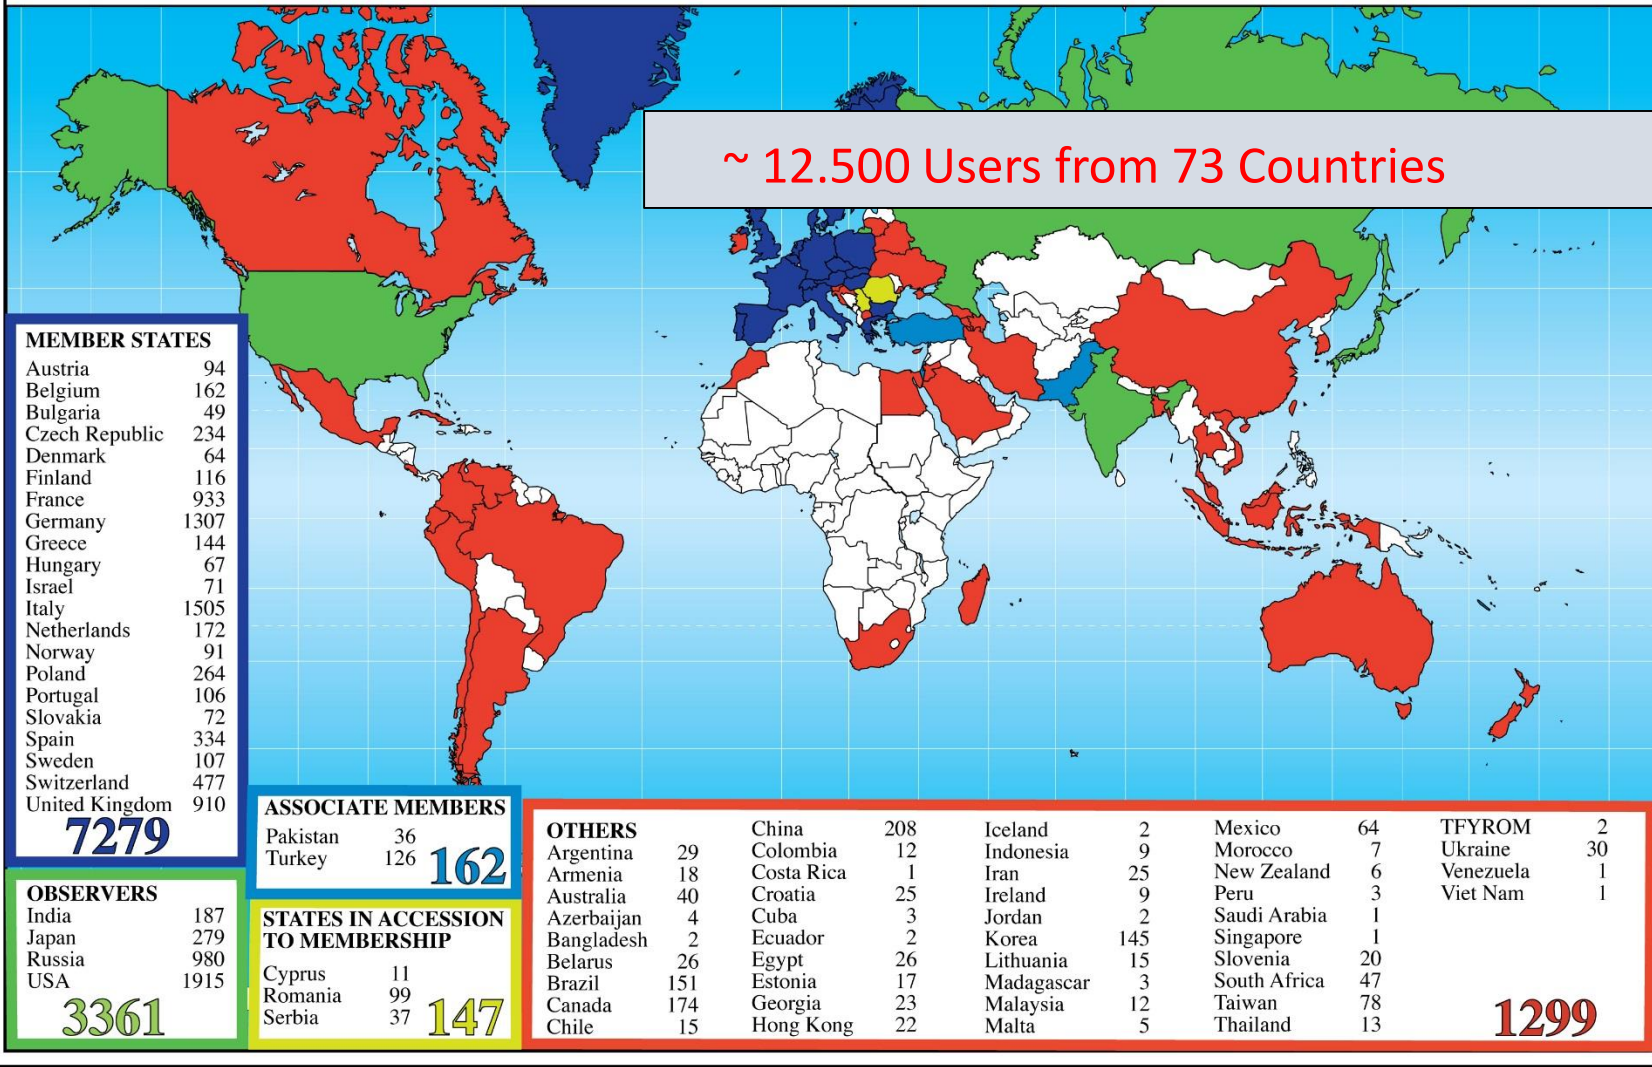 ~ 12.500 Users from 73 Countries
MEMBER STATES
Austria 94
Belgium 162
Bulgaria 49
Czech Republic 234
Denmark 64
Finland 116
France 933
Germany 1307
Greece 144
Hungary 67
Israel 71
Italy 1505
Netherlands 172
Norway 91
Poland 264
Portugal 106
Slovakia 72
Spain 334
Sweden 107
Switzerland 477
United Kingdom 910
7279
OBSERVERS
India 187
Japan 279
Russia 980
USA 1915
3361
ASSOCIATE MEMBERS
Pakistan 36
Turkey 126
162
STATES IN ACCESSION
TO MEMBERSHIP
Cyprus 11
Romania 99
Serbia 37
147
OTHERS
Argentina 29
Armenia 18
Australia 40
Azerbaijan 4
Bangladesh 2
Belarus 26
Brazil 151
Canada 174
Chile 15
China 208
Colombia 12
Costa Rica 1
Croatia 25
Cuba 3
Ecuador 2
Egypt 26
Estonia 17
Georgia 23
Hong Kong 22
Iceland 2
Indonesia 9
Iran 25
Ireland 9
Jordan 2
Korea 145
Lithuania 15
Madagascar 3
Malaysia 12
Malta 5
Mexico 64
Morocco 7
New Zealand 6
Peru 3
Saudi Arabia 1
Singapore 1
Slovenia 20
South Africa 47
Taiwan 78
Thailand 13
TFYROM 2
Ukraine 30
Venezuela 1
Viet Nam 1
1299